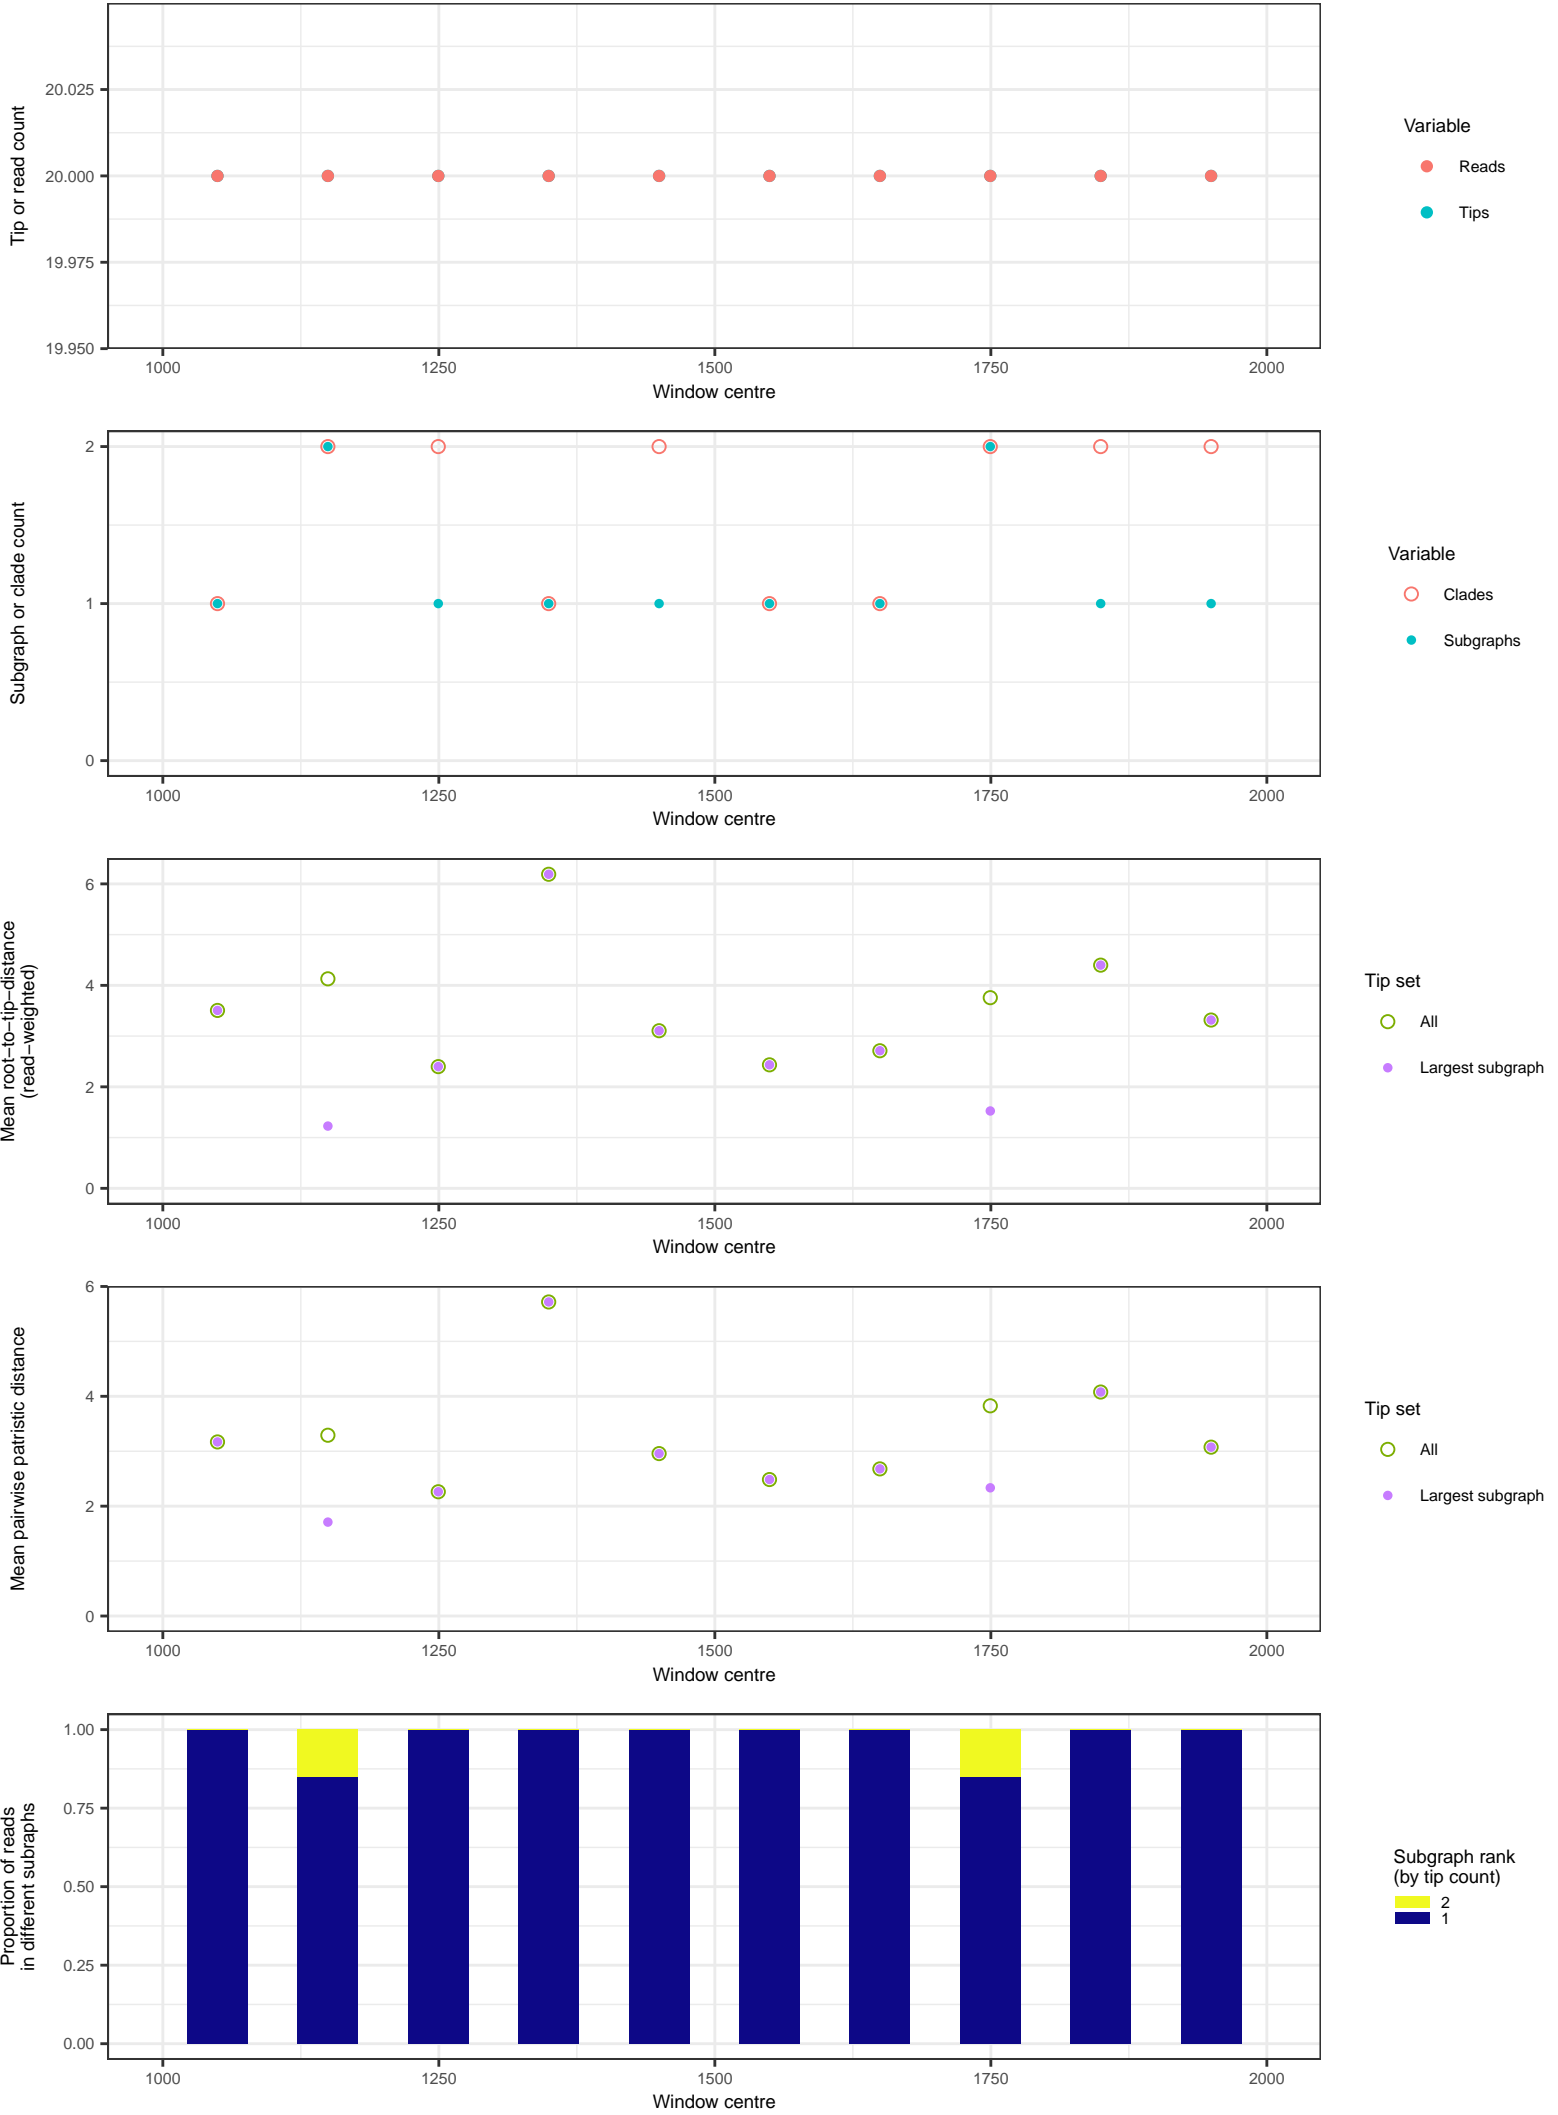 Tip or read count
20.025
20.000
19.975
19.950
1000 1250 1500 1750 2000
Window centre
Variable
Reads
Tips
Subgraph or clade count
2
1
0
1000 1250 1500 1750 2000
Window centre
Variable
Clades
Subgraphs
Mean root−to−tip−distance
(read−weighted)
6
4
2
0
1000 1250 1500 1750 2000
Window centre
Tip set
All
Largest subgraph
Mean pairwise patristic distance
6
4
2
0
1000 1250 1500 1750 2000
Window centre
Tip set
All
Largest subgraph
Proportion of reads
in different subraphs
1.00
0.75
0.50
0.25
0.00
1000 1250 1500 1750 2000
Window centre
Subgraph rank
(by tip count)
2
1